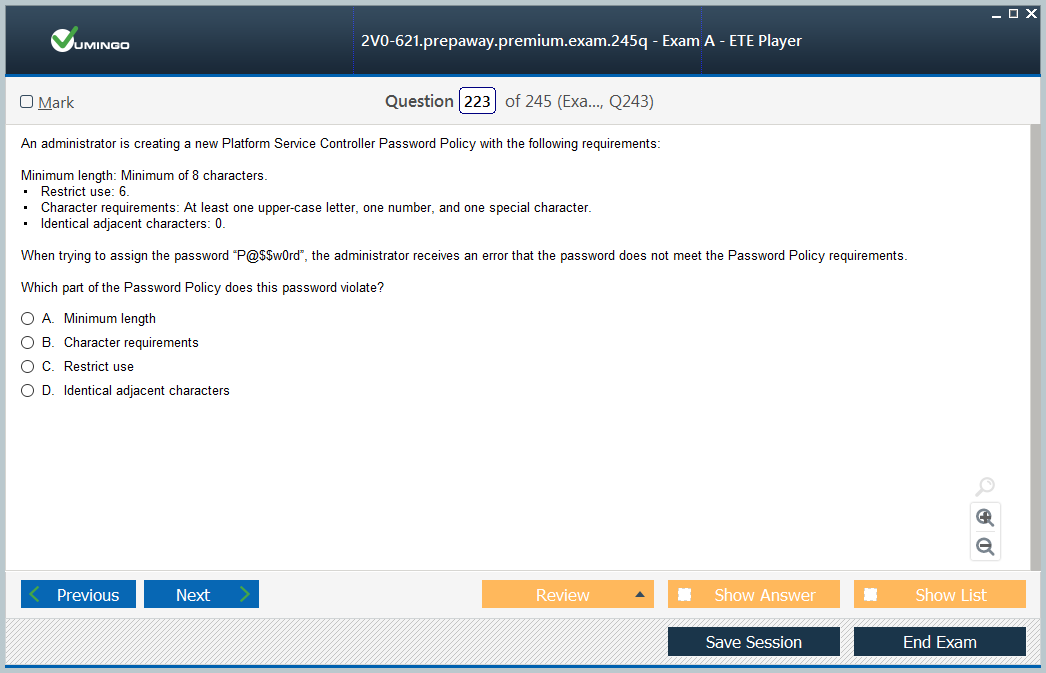 VUMINGO
2V0-621.prepaway.premium.exam.245q - Exam A - ETE Player
Mark
Question 223 of 245 (Exa..., Q243)
An administrator is creating a new Platform Service Controller Password Policy with the following requirements:
Minimum length: Minimum of 8 characters.
▪ Restrict use: 6.
▪ Character requirements: At least one upper-case letter, one number, and one special character.
▪ Identical adjacent characters: 0.
When trying to assign the password “P@$$w0rd”, the administrator receives an error that the password does not meet the Password Policy requirements.
Which part of the Password Policy does this password violate?
A. Minimum length
B. Character requirements
C. Restrict use
D. Identical adjacent characters
Previous Next Review Show Answer Show List
Save Session End Exam